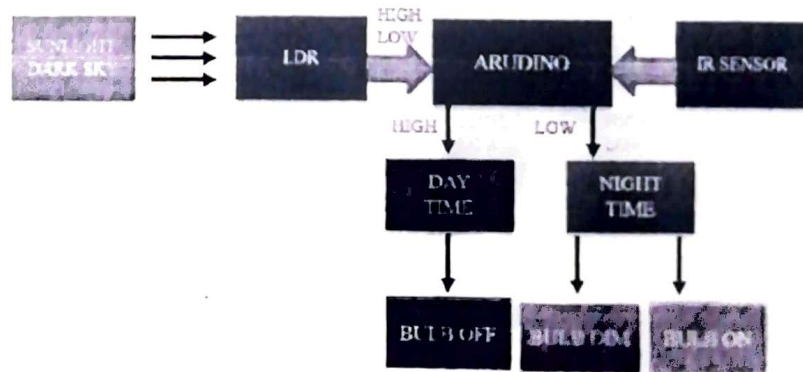 SUNLIGHT
DARK SKY
LDR
HIGH
LOW
ARUDINO
IR SENSOR
HIGH
LOW
DAY
TIME
NIGHT
TIME
BULB OFF
BULB DIM
BULB ON